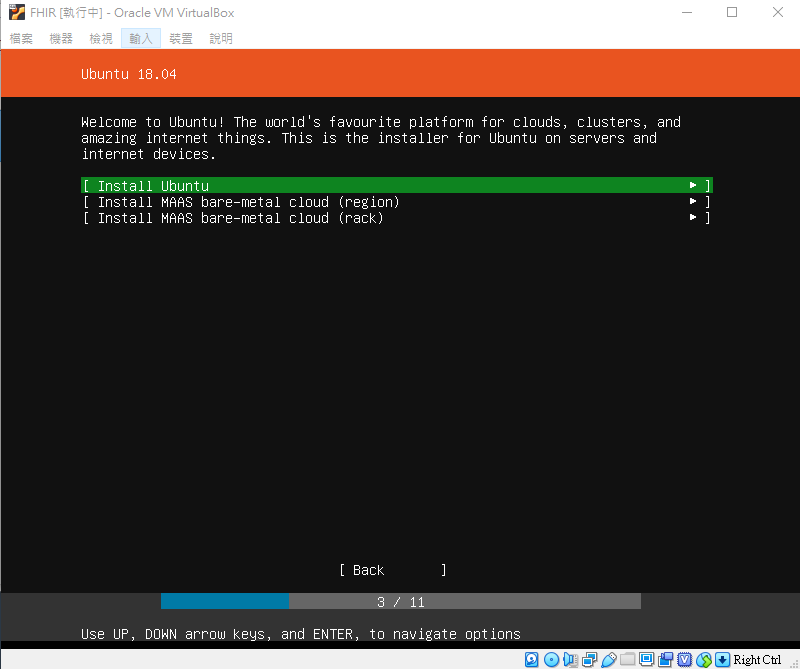 FHIR [執行中] - Oracle VM VirtualBox
檔案 機器 檢視 輸入 裝置 說明
Ubuntu 18.04
Welcome to Ubuntu! The world's favourite platform for clouds, clusters, and
amazing internet things. This is the installer for Ubuntu on servers and
internet devices.
[ Install Ubuntu ► ]
[ Install MAAS bare-metal cloud (region) ► ]
[ Install MAAS bare-metal cloud (rack) ► ]
[ Back ]
3 / 11
Use UP, DOWN arrow keys, and ENTER, to navigate options
Right Ctrl